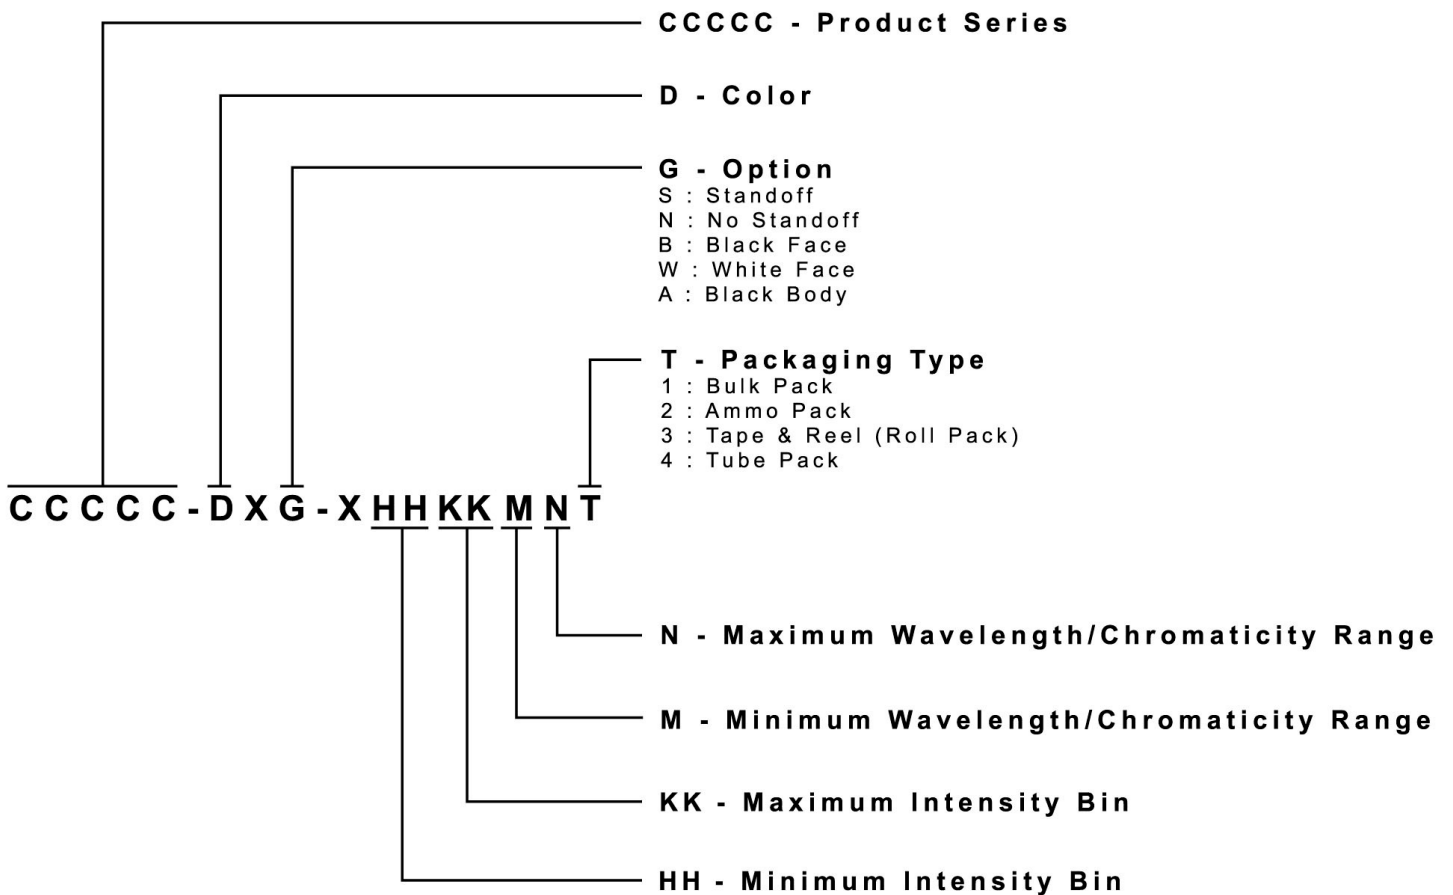 CCCCC - Product Series
D - Color
G - Option
S : Standoff
N : No Standoff
B : Black Face
W : White Face
A : Black Body
T - Packaging Type
1 : Bulk Pack
2 : Ammo Pack
3 : Tape & Reel (Roll Pack)
4 : Tube Pack
CCCCC-DXG-XHHKKMNT
N - Maximum Wavelength/Chromaticity Range
M - Minimum Wavelength/Chromaticity Range
KK - Maximum Intensity Bin
HH - Minimum Intensity Bin